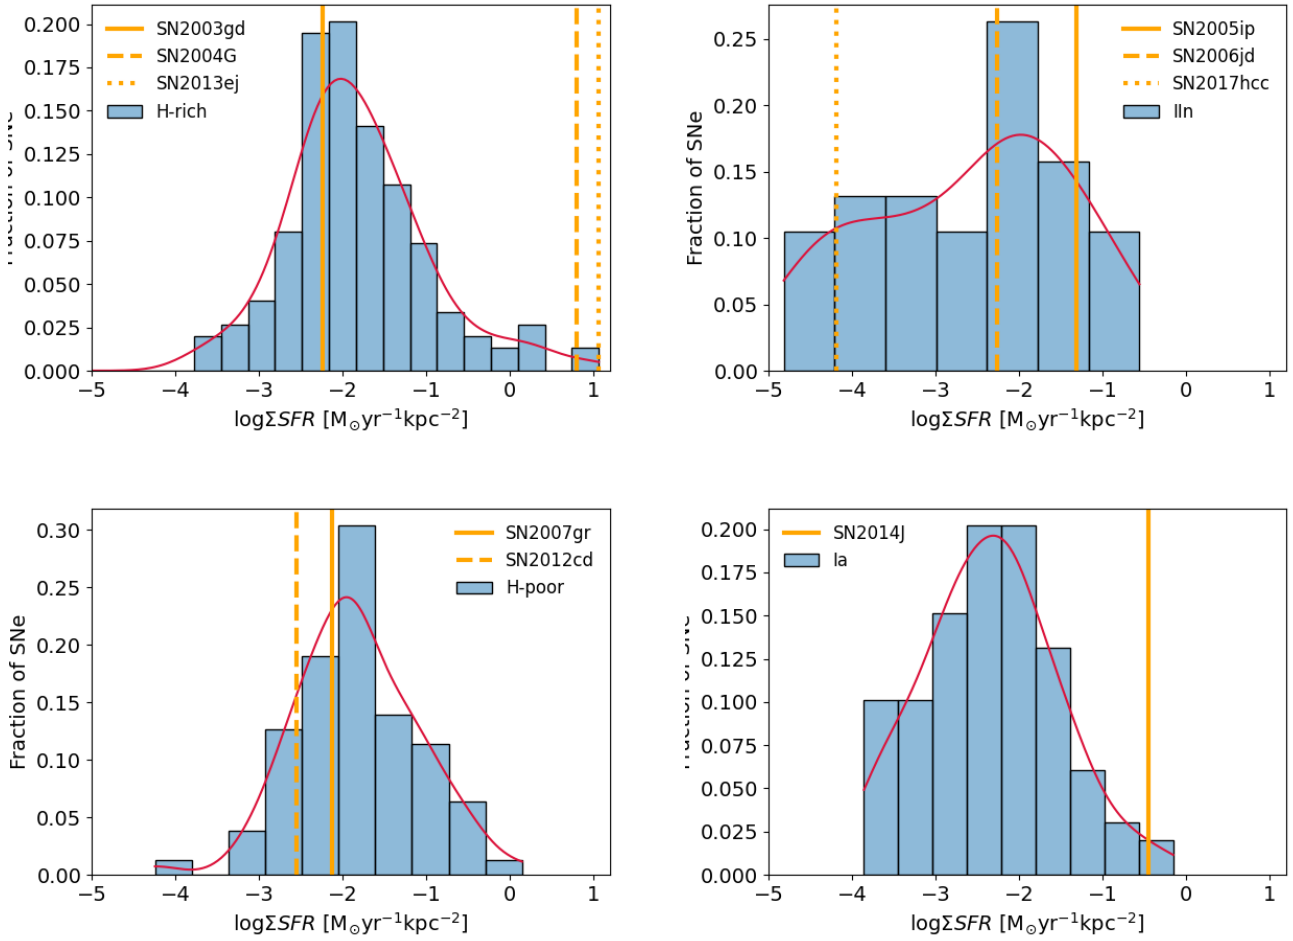 0.200
0.175
0.150
0.125
0.100
0.075
0.050
0.025
0.000
Fraction of SNe
SN2003gd
SN2004G
SN2013ej
H-rich
−5 −4 −3 −2 −1 0 1
logΣSFR [M⊙yr⁻¹kpc⁻²]
0.25
0.20
0.15
0.10
0.05
0.00
Fraction of SNe
SN2005ip
SN2006jd
SN2017hcc
IIn
−5 −4 −3 −2 −1 0 1
logΣSFR [M⊙yr⁻¹kpc⁻²]
0.30
0.25
0.20
0.15
0.10
0.05
0.00
Fraction of SNe
SN2007gr
SN2012cd
H-poor
−5 −4 −3 −2 −1 0 1
logΣSFR [M⊙yr⁻¹kpc⁻²]
0.200
0.175
0.150
0.125
0.100
0.075
0.050
0.025
0.000
Fraction of SNe
SN2014J
Ia
−5 −4 −3 −2 −1 0 1
logΣSFR [M⊙yr⁻¹kpc⁻²]